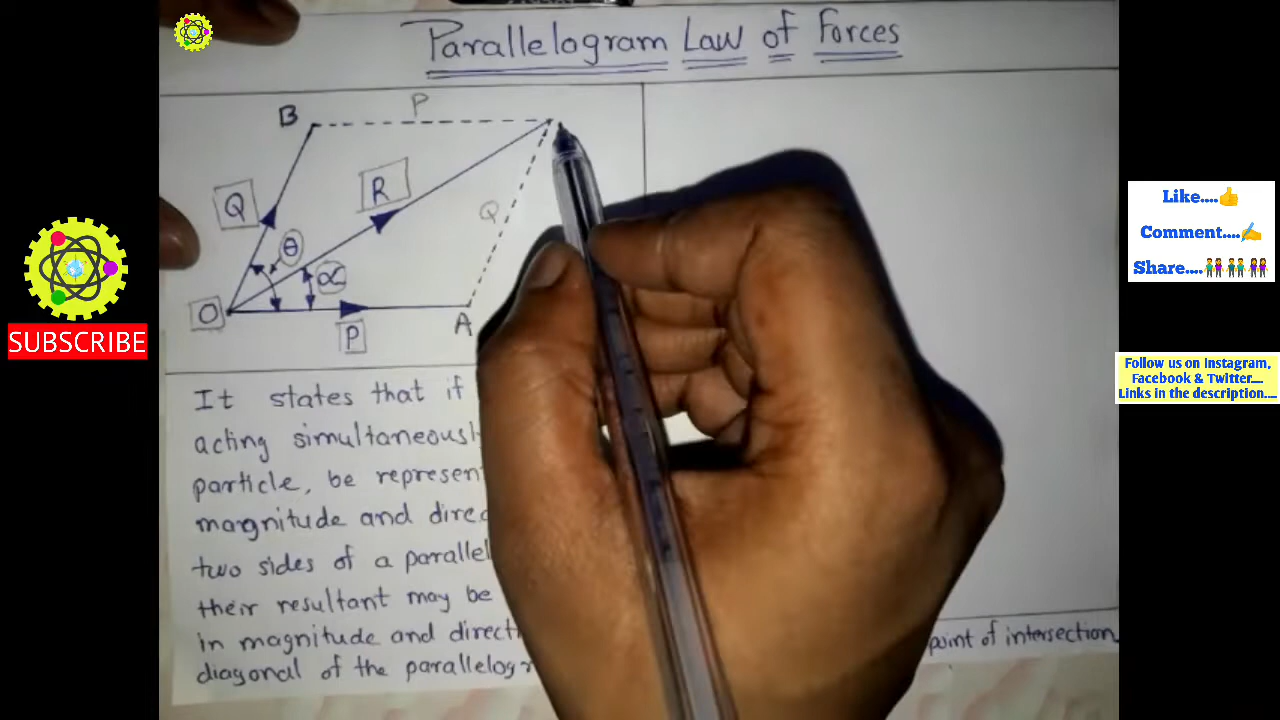 Parallelogram Law of Forces
B
P
Q
R
Q
θ
α
O
P
A
It states that if
acting simultaneousl
particle, be represen
magnitude and direc
two sides of a parallel
their resultant may be
in magnitude and directi
diagonal of the parallelogr
point of intersection
SUBSCRIBE
Like....👍
Comment....✍
Share....👭👬👫
Follow us on Instagram,
Facebook & Twitter....
Links in the description....